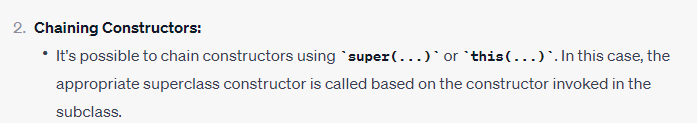 2. Chaining Constructors:
• It's possible to chain constructors using `super(...)` or `this(...)`. In this case, the
appropriate superclass constructor is called based on the constructor invoked in the
subclass.